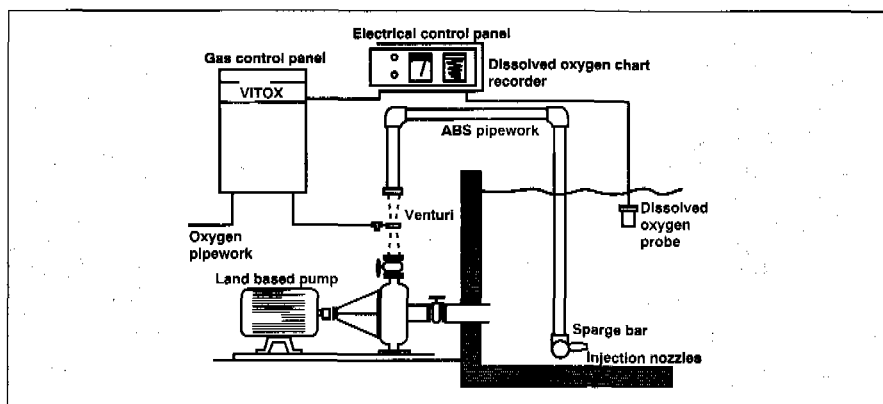 Electrical control panel
Gas control panel
Dissolved oxygen chart
recorder
VITOX
ABS pipework
Venturi
Dissolved
oxygen
probe
Oxygen
pipework
Land based pump
Sparge bar
Injection nozzles